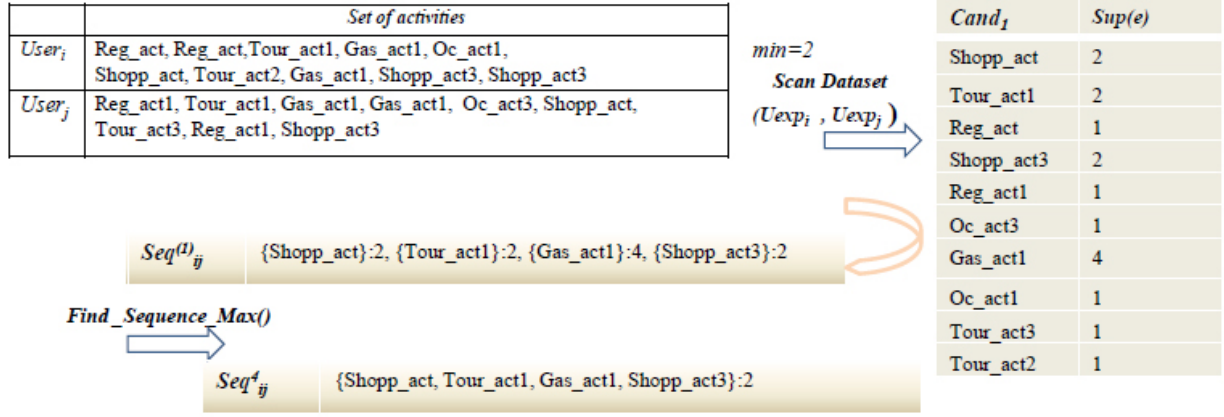 Set of activities
User_i Reg_act, Reg_act,Tour_act1, Gas_act1, Oc_act1,
Shopp_act, Tour_act2, Gas_act1, Shopp_act3, Shopp_act3
User_j Reg_act1, Tour_act1, Gas_act1, Gas_act1, Oc_act3, Shopp_act,
Tour_act3, Reg_act1, Shopp_act3
min=2
Scan Dataset
(Uexp_i , Uexp_j )
Cand_1 Sup(e)
Shopp_act 2
Tour_act1 2
Reg_act 1
Shopp_act3 2
Reg_act1 1
Oc_act3 1
Gas_act1 4
Oc_act1 1
Tour_act3 1
Tour_act2 1
Seq^(1)_ij {Shopp_act}:2, {Tour_act1}:2, {Gas_act1}:4, {Shopp_act3}:2
Find_Sequence_Max()
Seq^4_ij {Shopp_act, Tour_act1, Gas_act1, Shopp_act3}:2